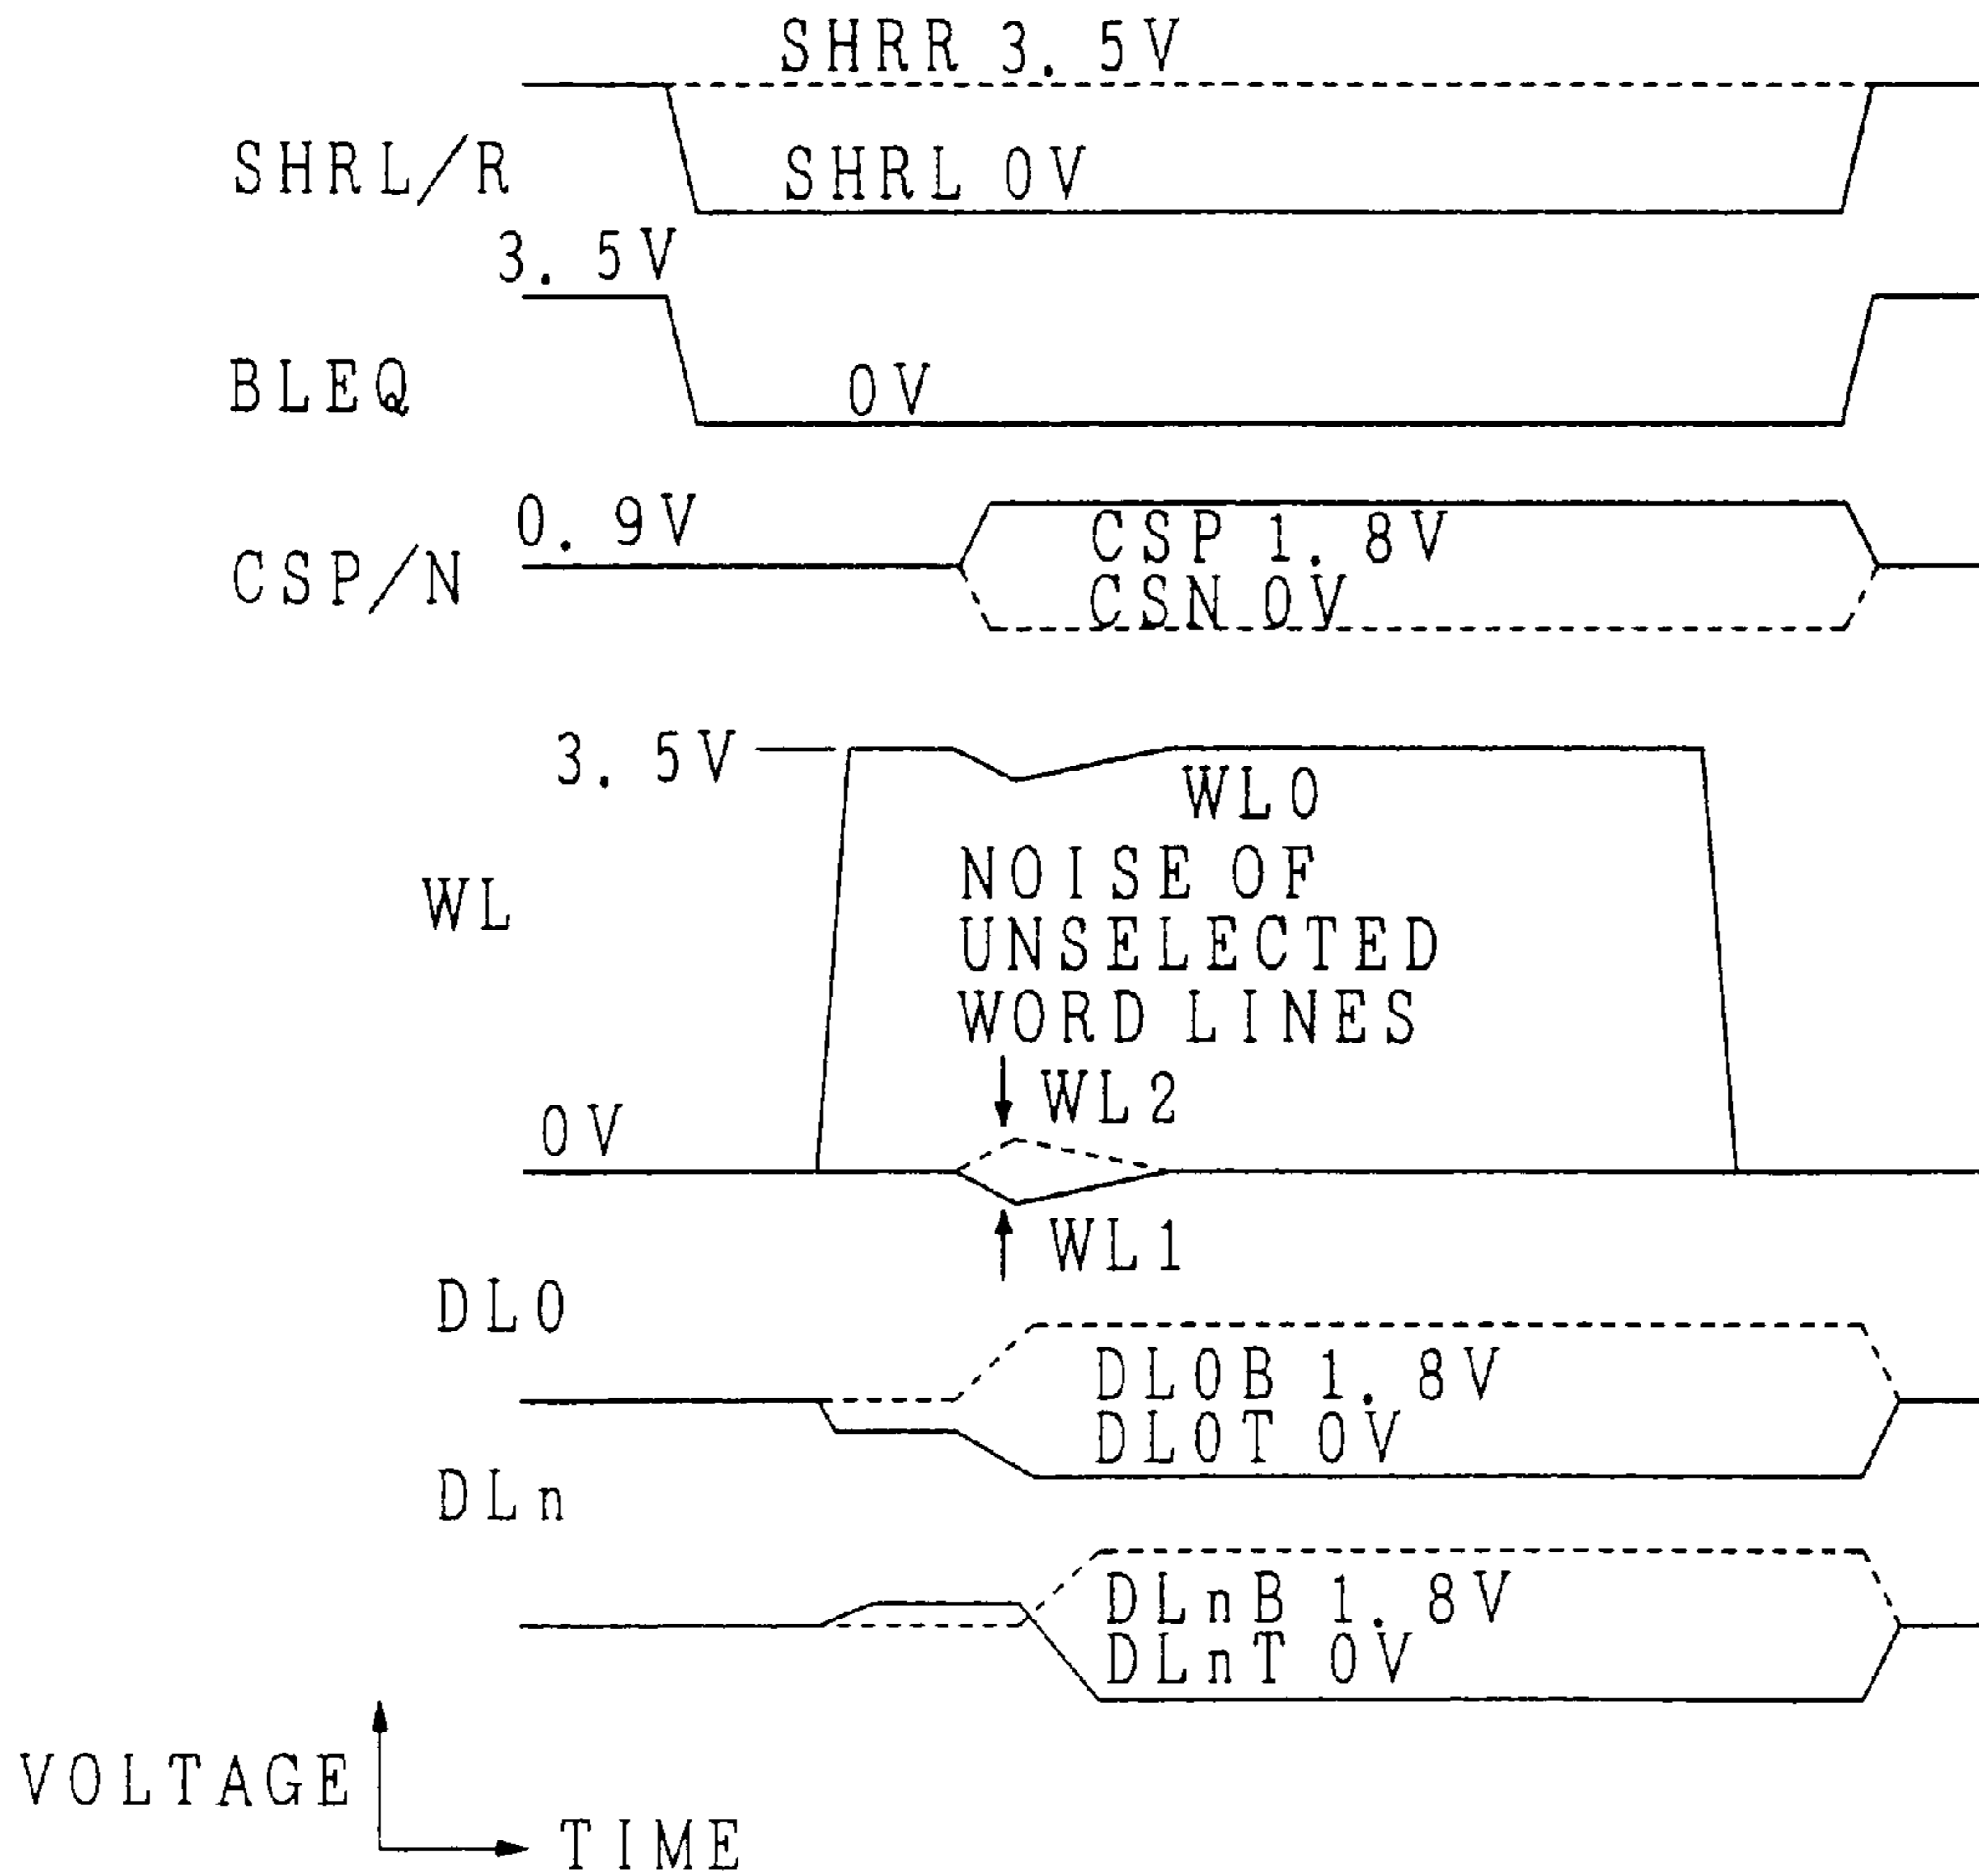 SHRR 3. 5V
SHRL/R
SHRL 0V
3. 5V
BLEQ
0V
0. 9V
CSP 1. 8V
CSP/N
CSN 0V
3. 5V
WL0
NOISE OF
WL
UNSELECTED
WORD LINES
WL2
0V
WL1
DL0
DL0B 1. 8V
DL0T 0V
DLn
DLnB 1. 8V
DLnT 0V
VOLTAGE
TIME